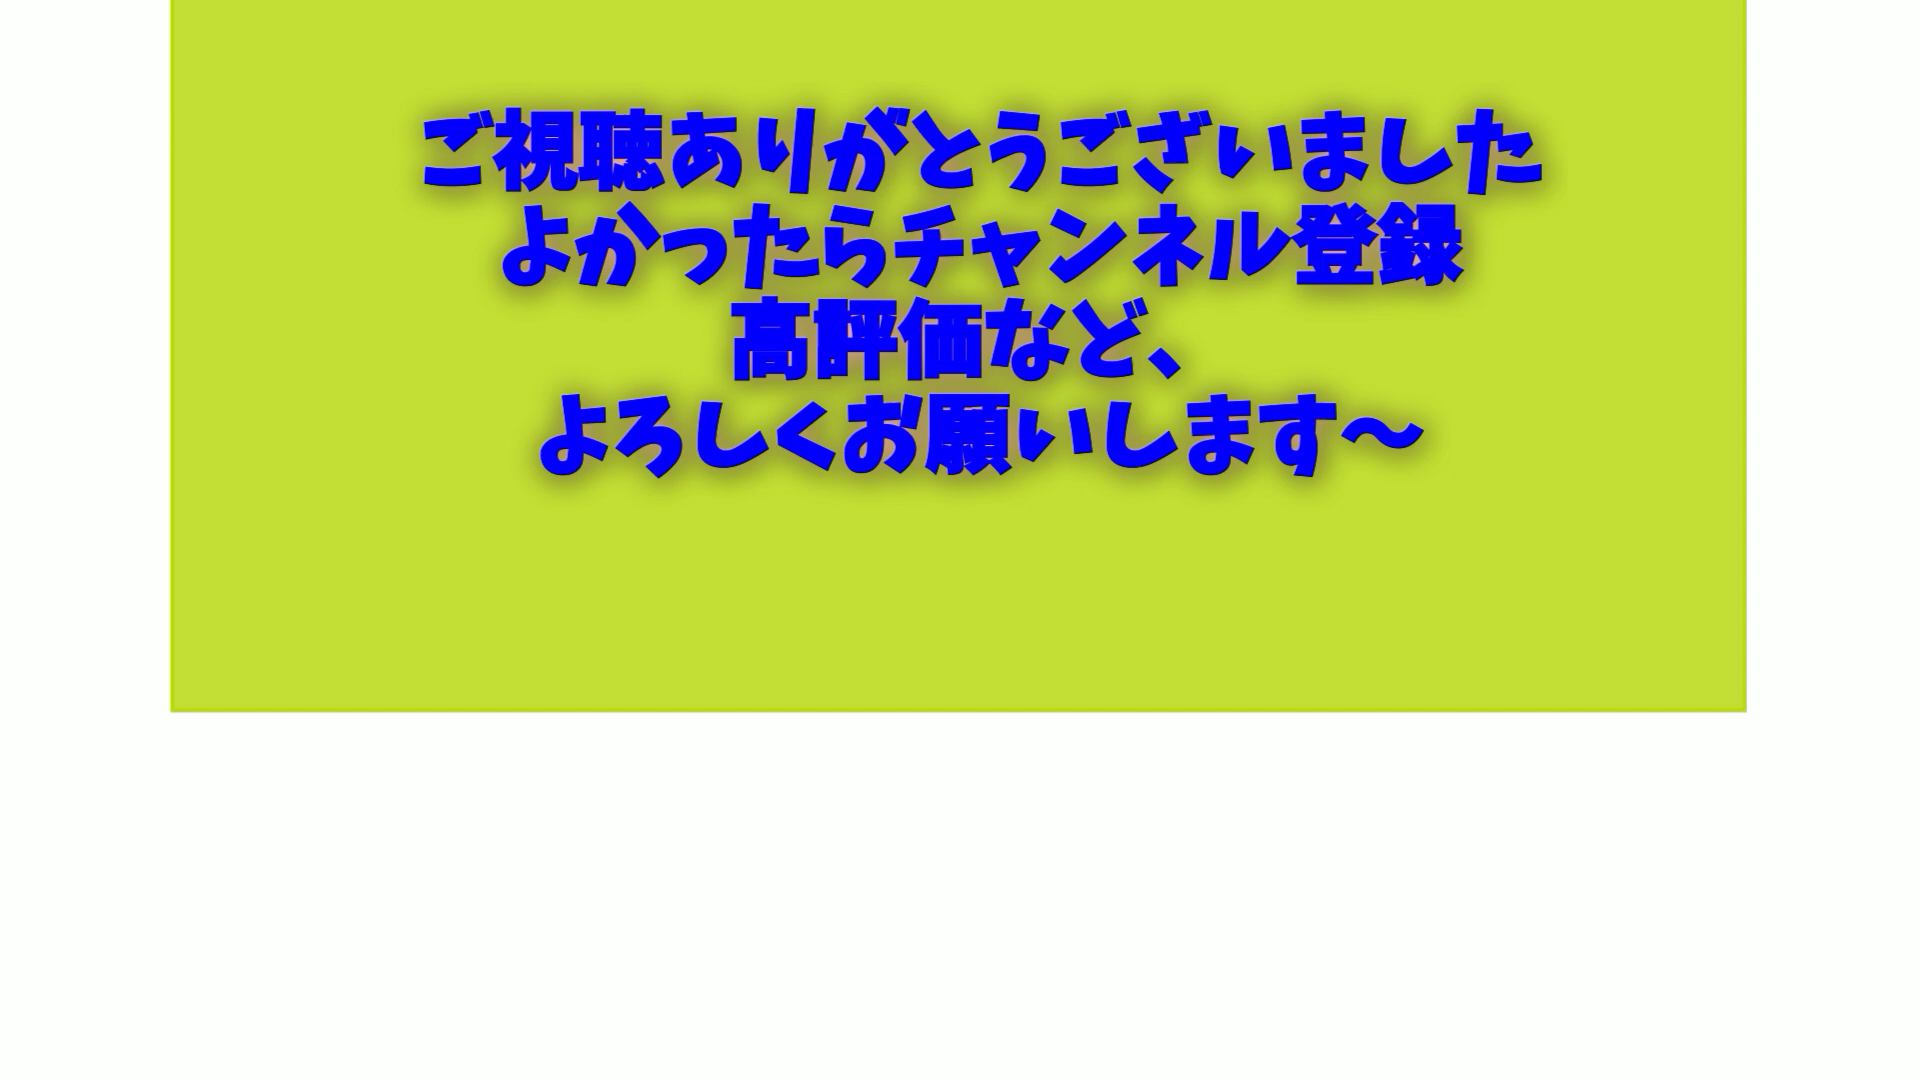 ご視聴ありがとうございました
よかったらチャンネル登録
高評価など、
よろしくお願いします〜